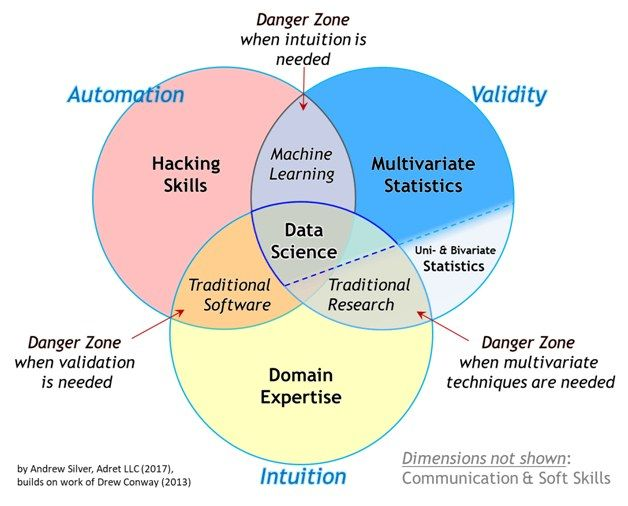 Danger Zone
when intuition is
needed
Automation
Validity
Hacking
Skills
Machine
Learning
Multivariate
Statistics
Data
Science
Uni- & Bivariate
Statistics
Traditional
Software
Traditional
Research
Danger Zone
when validation
is needed
Danger Zone
when multivariate
techniques are needed
Domain
Expertise
by Andrew Silver, Adret LLC (2017),
builds on work of Drew Conway (2013)
Intuition
Dimensions not shown:
Communication & Soft Skills